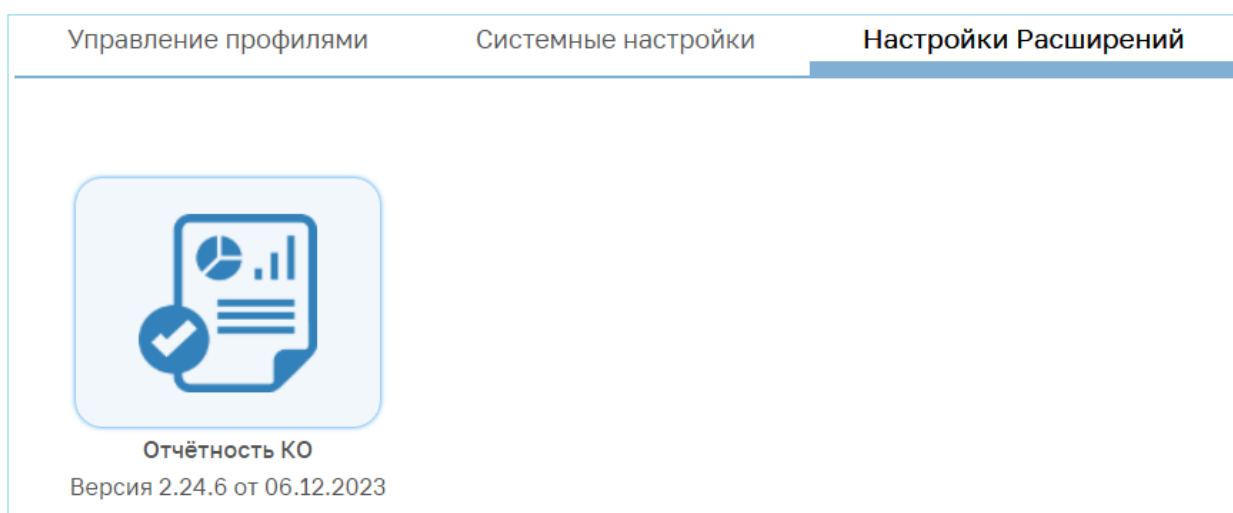 Управление профилями Системные настройки Настройки Расширений
Отчётность КО
Версия 2.24.6 от 06.12.2023